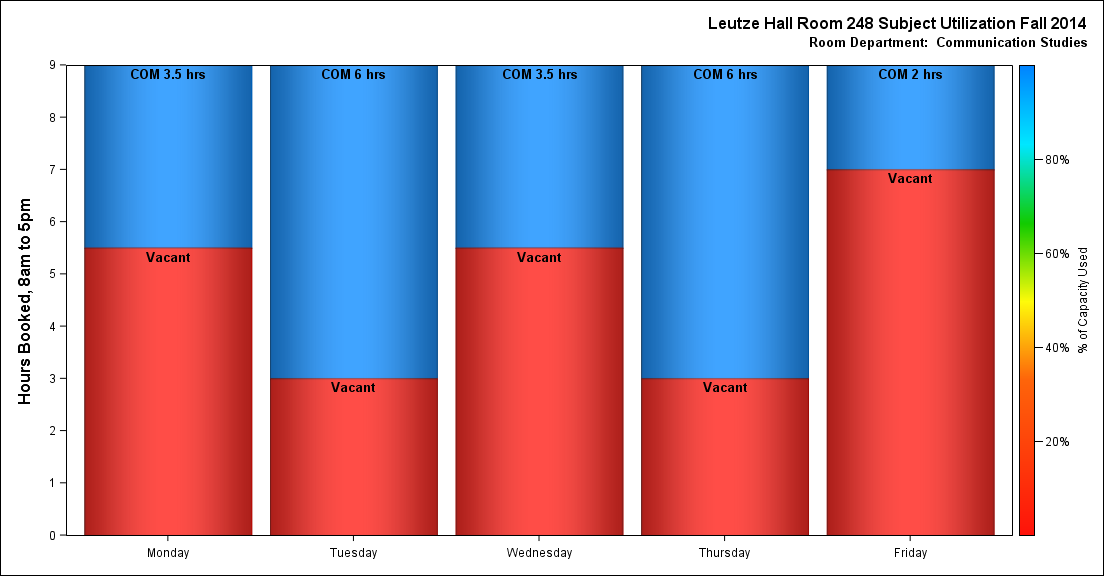 Leutze Hall Room 248 Subject Utilization Fall 2014
Room Department:  Communication Studies
Hours Booked, 8am to 5pm
9
8
7
6
5
4
3
2
1
0
COM 3.5 hrs
COM 6 hrs
COM 3.5 hrs
COM 6 hrs
COM 2 hrs
Vacant
Vacant
Vacant
Vacant
Vacant
Monday
Tuesday
Wednesday
Thursday
Friday
80%
60%
40%
20%
% of Capacity Used